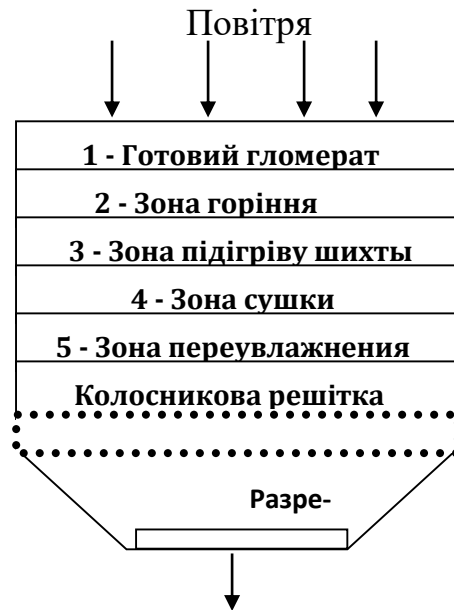 Повітря
1 - Готовий гломерат
2 - Зона горіння
3 - Зона підігріву шихты
4 - Зона сушки
5 - Зона переувлажнения
Колосникова решітка
Разре-